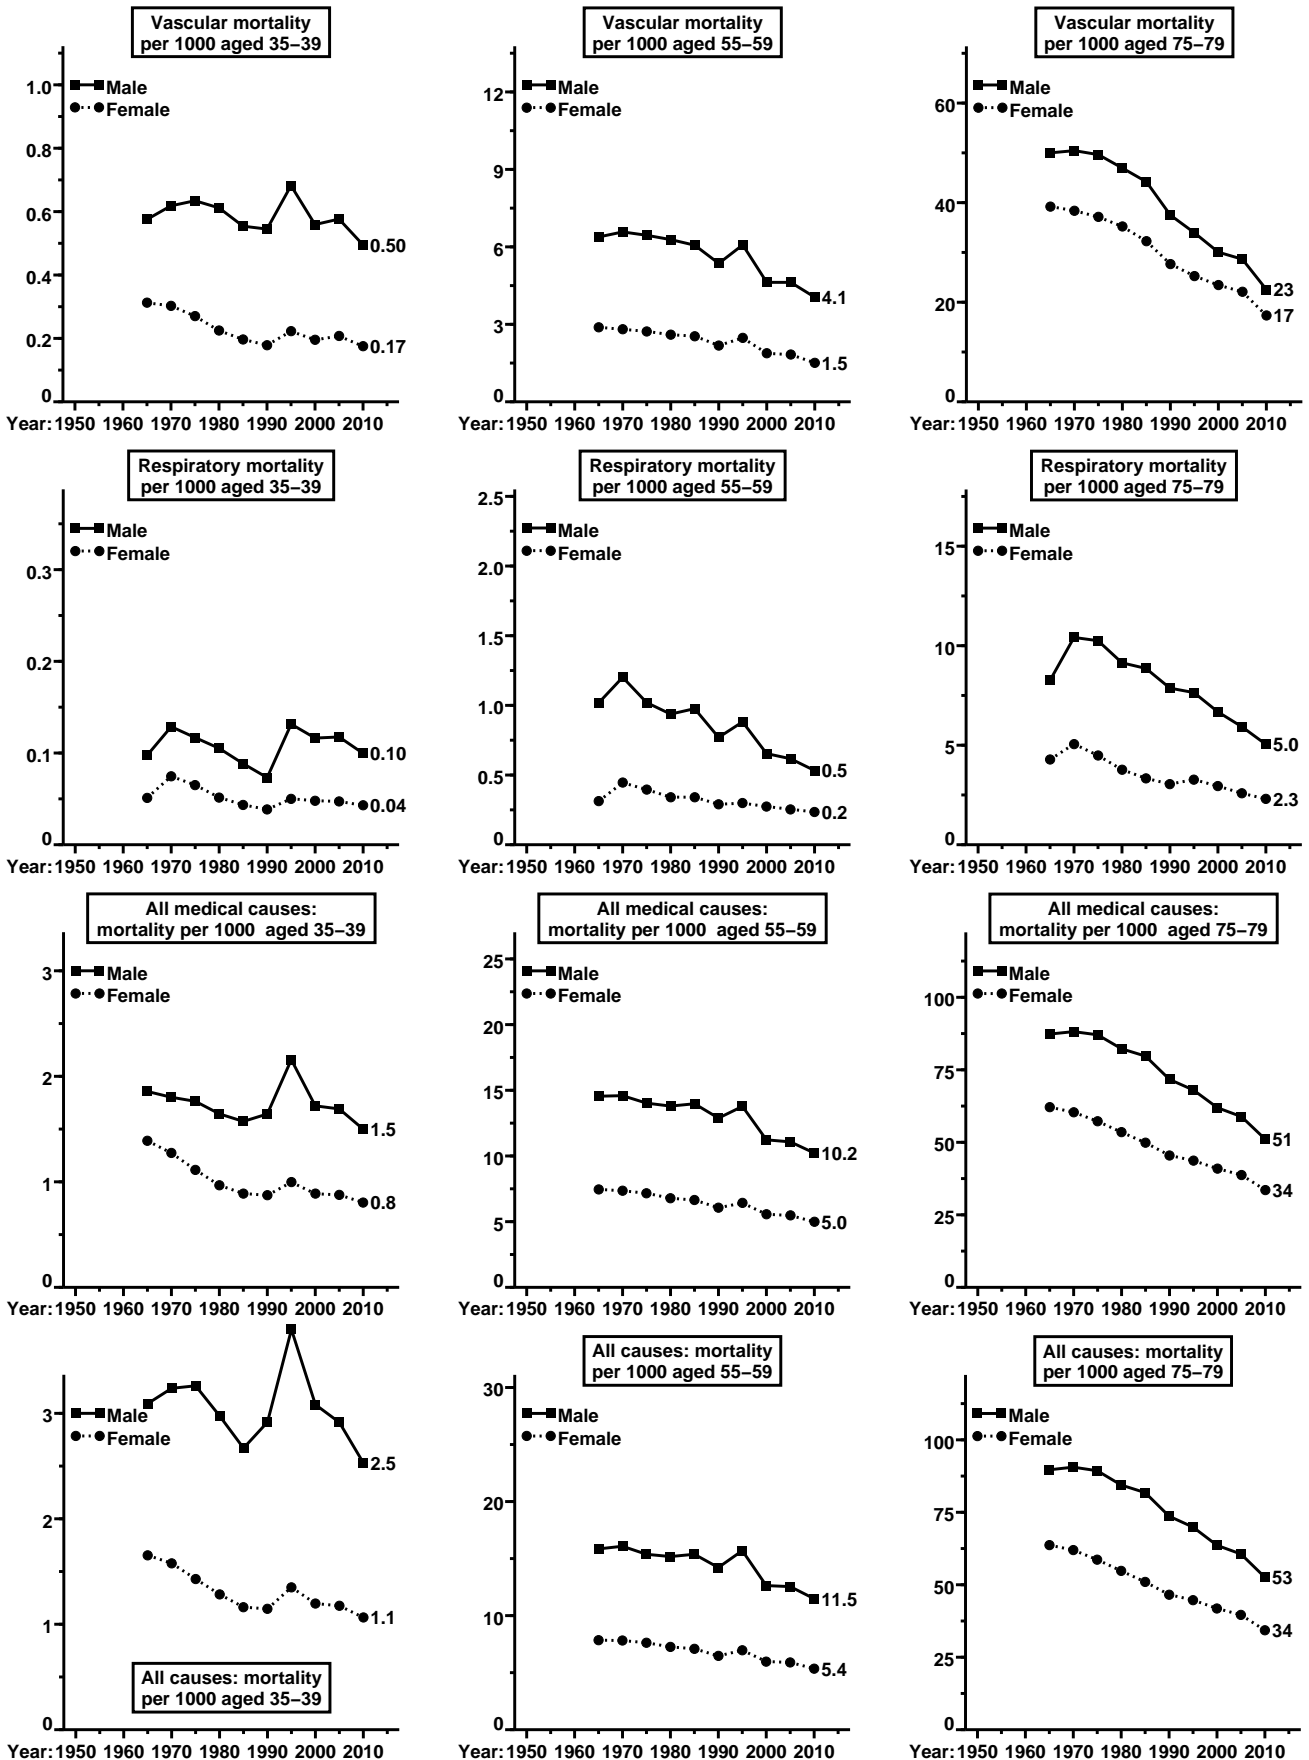 Vascular mortality
per 1000 aged 35–39
1.0
Male
Female
0.8
0.6
0.50
0.4
0.2
0.17
0
Year: 1950 1960 1970 1980 1990 2000 2010
Vascular mortality
per 1000 aged 55–59
12
Male
Female
9
6
4.1
3
1.5
0
Year: 1950 1960 1970 1980 1990 2000 2010
Vascular mortality
per 1000 aged 75–79
60
Male
Female
40
23
20
17
0
Year: 1950 1960 1970 1980 1990 2000 2010
Respiratory mortality
per 1000 aged 35–39
Male
Female
0.3
0.2
0.1
0.10
0.04
0
Year: 1950 1960 1970 1980 1990 2000 2010
Respiratory mortality
per 1000 aged 55–59
2.5
Male
Female
2.0
1.5
1.0
0.5
0.5
0.2
0
Year: 1950 1960 1970 1980 1990 2000 2010
Respiratory mortality
per 1000 aged 75–79
Male
15
Female
10
5
5.0
2.3
0
Year: 1950 1960 1970 1980 1990 2000 2010
All medical causes:
mortality per 1000 aged 35–39
3
Male
Female
2
1.5
1
0.8
0
Year: 1950 1960 1970 1980 1990 2000 2010
All medical causes:
mortality per 1000 aged 55–59
25
Male
Female
20
15
10
10.2
5
5.0
0
Year: 1950 1960 1970 1980 1990 2000 2010
All medical causes:
mortality per 1000 aged 75–79
Male
Female
100
75
50
51
34
25
0
Year: 1950 1960 1970 1980 1990 2000 2010
3
Male
Female
2.5
2
1
1.1
All causes: mortality
per 1000 aged 35–39
0
Year: 1950 1960 1970 1980 1990 2000 2010
All causes: mortality
per 1000 aged 55–59
30
Male
Female
20
11.5
10
5.4
0
Year: 1950 1960 1970 1980 1990 2000 2010
All causes: mortality
per 1000 aged 75–79
Male
Female
100
75
50
53
34
25
0
Year: 1950 1960 1970 1980 1990 2000 2010